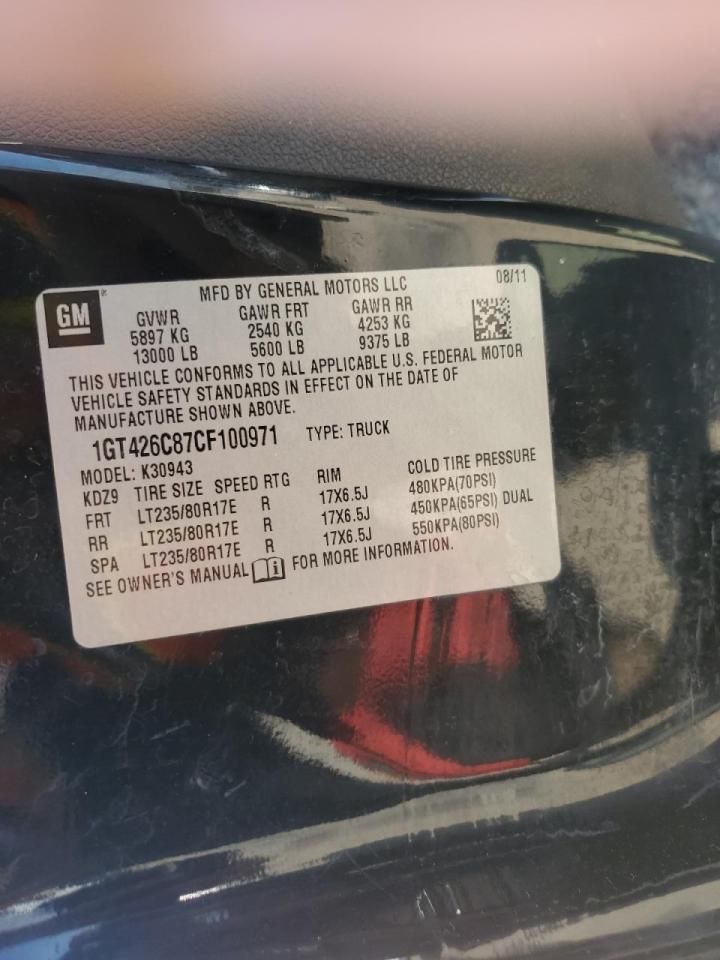 GM
MFD BY GENERAL MOTORS LLC 08/11
GVWR GAWR FRT GAWR RR
5897 KG 2540 KG 4253 KG
13000 LB 5600 LB 9375 LB
THIS VEHICLE CONFORMS TO ALL APPLICABLE U.S. FEDERAL MOTOR
VEHICLE SAFETY STANDARDS IN EFFECT ON THE DATE OF
MANUFACTURE SHOWN ABOVE.
1GT426C87CF100971 TYPE: TRUCK
MODEL: K30943
KDZ9 TIRE SIZE SPEED RTG RIM COLD TIRE PRESSURE
FRT LT235/80R17E R 17X6.5J 480KPA(70PSI)
RR LT235/80R17E R 17X6.5J 450KPA(65PSI) DUAL
SPA LT235/80R17E R 17X6.5J 550KPA(80PSI)
SEE OWNER'S MANUAL i FOR MORE INFORMATION.